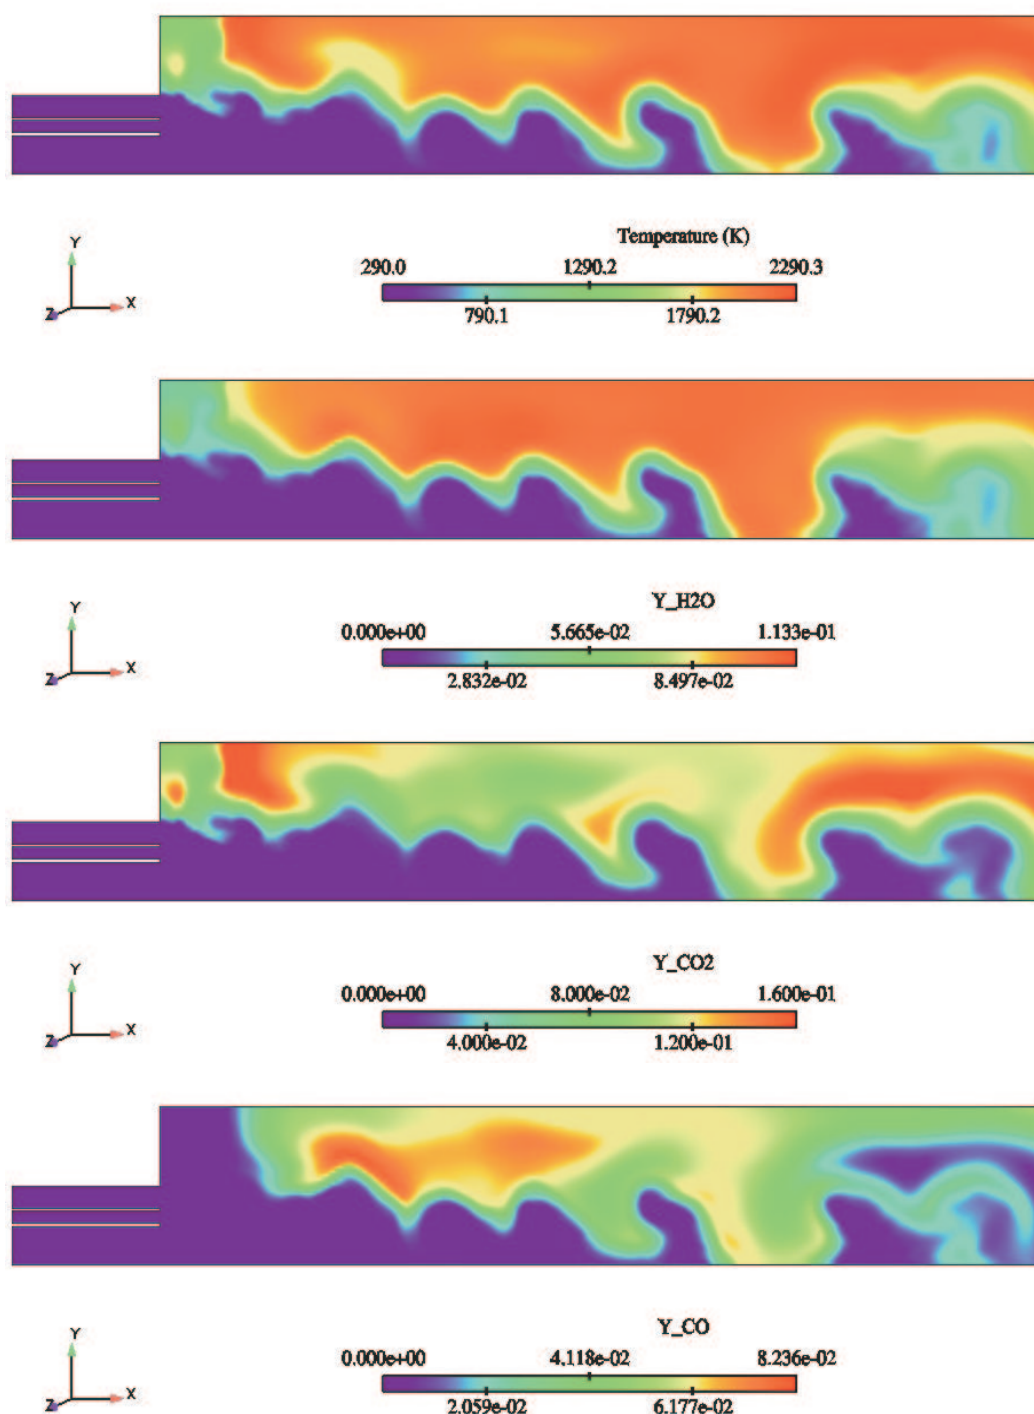 Temperature (K)
290.0 1290.2 2290.3
790.1 1790.2
Y
Z X
Y_H2O
0.000e+00 5.665e-02 1.133e-01
2.832e-02 8.497e-02
Y
Z X
Y_CO2
0.000e+00 8.000e-02 1.600e-01
4.000e-02 1.200e-01
Y
Z X
Y_CO
0.000e+00 4.118e-02 8.236e-02
2.059e-02 6.177e-02
Y
Z X